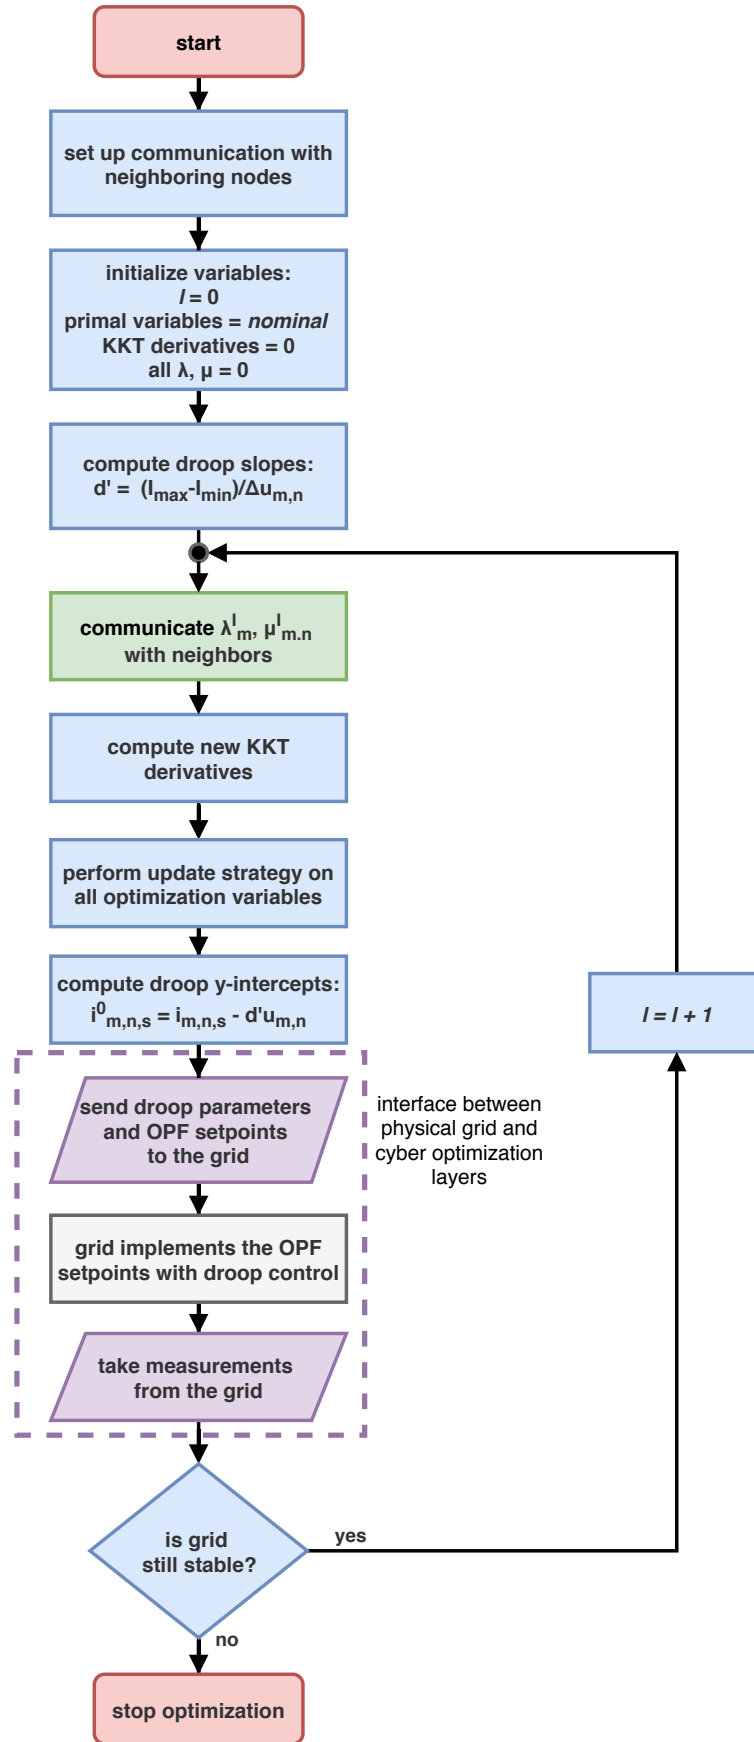 start
set up communication with
neighboring nodes
initialize variables:
l = 0
primal variables = nominal
KKT derivatives = 0
all λ, μ = 0
compute droop slopes:
d' = (Imax-Imin)/Δum,n
communicate λlm, μlm.n
with neighbors
compute new KKT
derivatives
perform update strategy on
all optimization variables
compute droop y-intercepts:
i0m,n,s = im,n,s - d'um,n
l = l + 1
send droop parameters
and OPF setpoints
to the grid
interface between
physical grid and
cyber optimization
layers
grid implements the OPF
setpoints with droop control
take measurements
from the grid
is grid
still stable?
yes
no
stop optimization